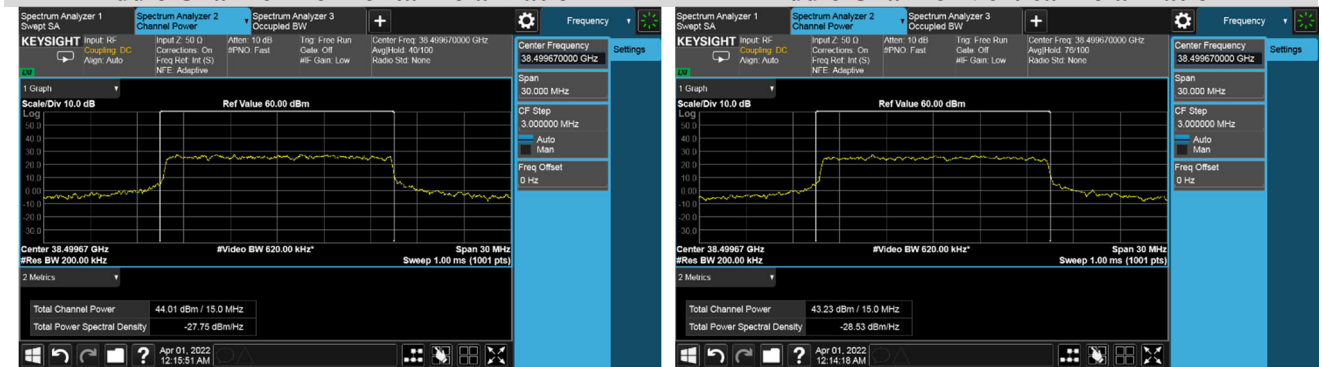 Spectrum Analyzer 1
Swept SA
Spectrum Analyzer 2
Channel Power
Spectrum Analyzer 3
Occupied BW
+
Frequency
KEYSIGHT
Input: RF
Coupling: DC
Align: Auto
Input Z: 50 Ω
Corrections: On
Freq Ref: Int (S)
NFE: Adaptive
Atten: 10 dB
#PNO: Fast
Trig: Free Run
Gate: Off
#IF Gain: Low
Center Freq: 38.499670000 GHz
Avg|Hold: 40/100
Radio Std: None
LXI
Center Frequency
38.499670000 GHz
Settings
Span
30.000 MHz
CF Step
3.000000 MHz
Auto
Man
Freq Offset
0 Hz
1 Graph
Scale/Div 10.0 dB
Ref Value 60.00 dBm
Log
50.0
40.0
30.0
20.0
10.0
0.00
-10.0
-20.0
-30.0
Center 38.49967 GHz
#Video BW 620.00 kHz*
Span 30 MHz
#Res BW 200.00 kHz
Sweep 1.00 ms (1001 pts)
2 Metrics
Total Channel Power 44.01 dBm / 15.0 MHz
Total Power Spectral Density -27.75 dBm/Hz
?
Apr 01, 2022
12:15:51 AM
Spectrum Analyzer 1
Swept SA
Spectrum Analyzer 2
Channel Power
Spectrum Analyzer 3
Occupied BW
+
Frequency
KEYSIGHT
Input: RF
Coupling: DC
Align: Auto
Input Z: 50 Ω
Corrections: On
Freq Ref: Int (S)
NFE: Adaptive
Atten: 10 dB
#PNO: Fast
Trig: Free Run
Gate: Off
#IF Gain: Low
Center Freq: 38.499670000 GHz
Avg|Hold: 76/100
Radio Std: None
LXI
Center Frequency
38.499670000 GHz
Settings
Span
30.000 MHz
CF Step
3.000000 MHz
Auto
Man
Freq Offset
0 Hz
1 Graph
Scale/Div 10.0 dB
Ref Value 60.00 dBm
Log
50.0
40.0
30.0
20.0
10.0
0.00
-10.0
-20.0
-30.0
Center 38.49967 GHz
#Video BW 620.00 kHz*
Span 30 MHz
#Res BW 200.00 kHz
Sweep 1.00 ms (1001 pts)
2 Metrics
Total Channel Power 43.23 dBm / 15.0 MHz
Total Power Spectral Density -28.53 dBm/Hz
?
Apr 01, 2022
12:14:18 AM